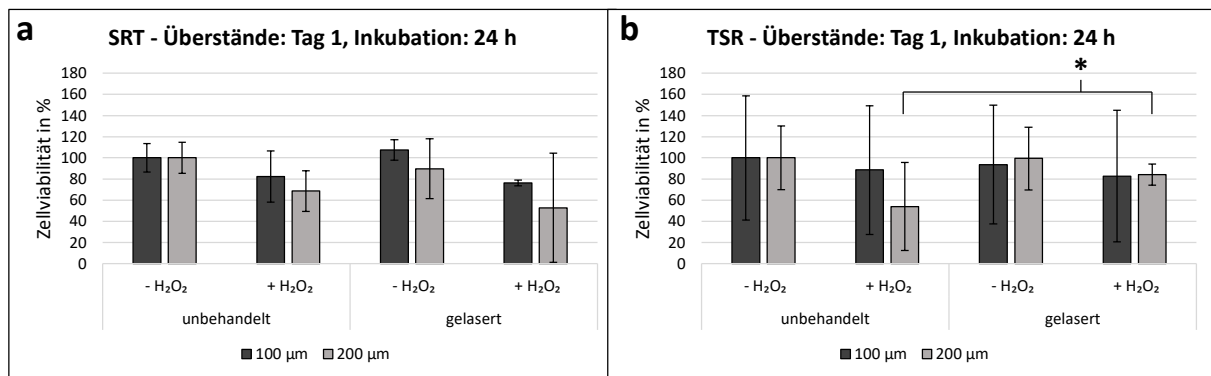 a
SRT - Überstände: Tag 1, Inkubation: 24 h
Zellviabilität in %
180
160
140
120
100
80
60
40
20
0
- H₂O₂ + H₂O₂ - H₂O₂ + H₂O₂
unbehandelt gelasert
100 µm 200 µm
b
TSR - Überstände: Tag 1, Inkubation: 24 h
*
Zellviabilität in %
180
160
140
120
100
80
60
40
20
0
- H₂O₂ + H₂O₂ - H₂O₂ + H₂O₂
unbehandelt gelasert
100 µm 200 µm